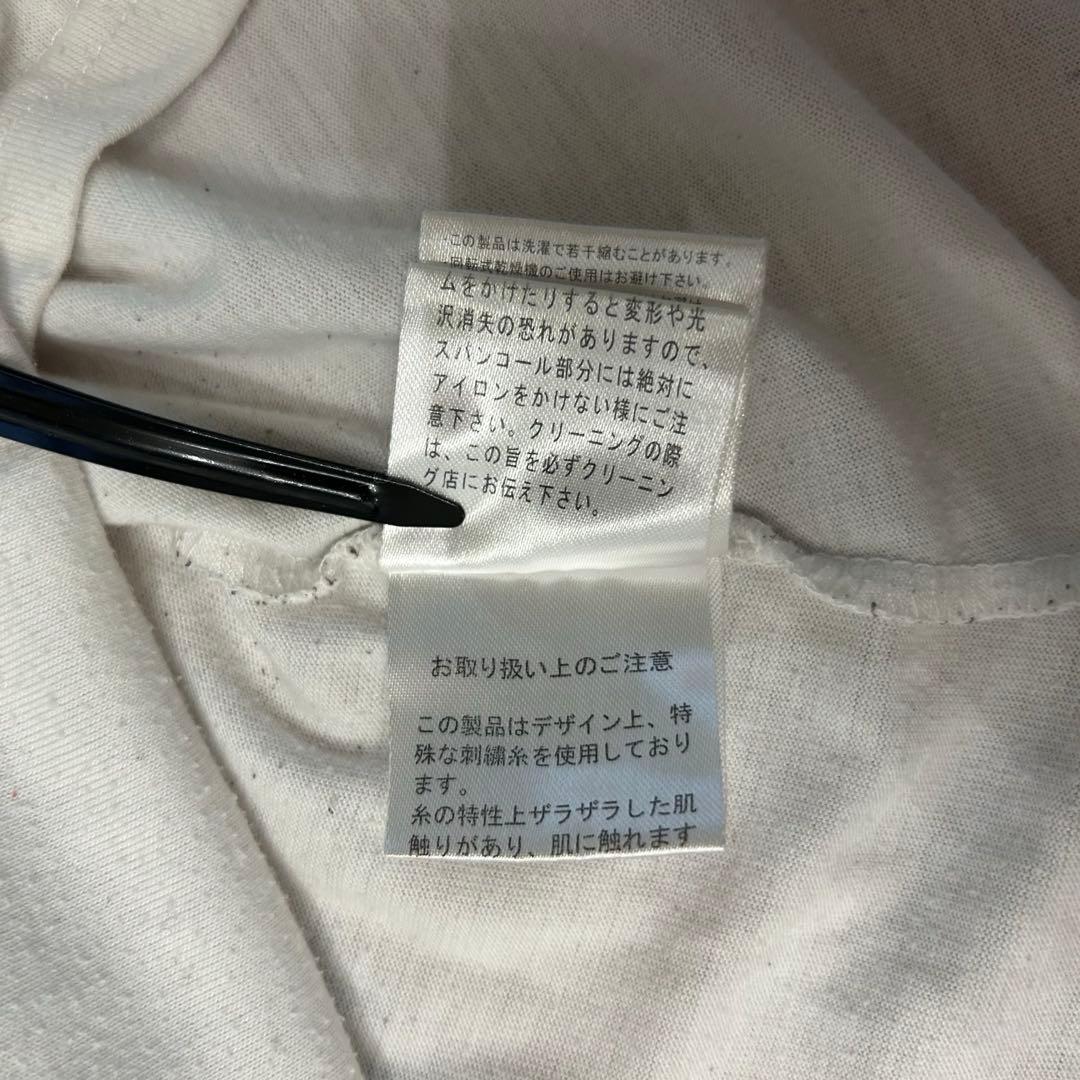 この製品は洗濯で若干縮むことがあります。
回転式乾燥機のご使用はお避け下さい。
ムをかけたりすると変形や光
沢消失の恐れがありますので、
スパンコール部分には絶対に
アイロンをかけない様にご注
意下さい。クリーニングの際
は、この旨を必ずクリーニン
グ店にお伝え下さい。
お取り扱い上のご注意
この製品はデザイン上、特
殊な刺繍糸を使用しており
ます。
糸の特性上ザラザラした肌
触りがあり、肌に触れます